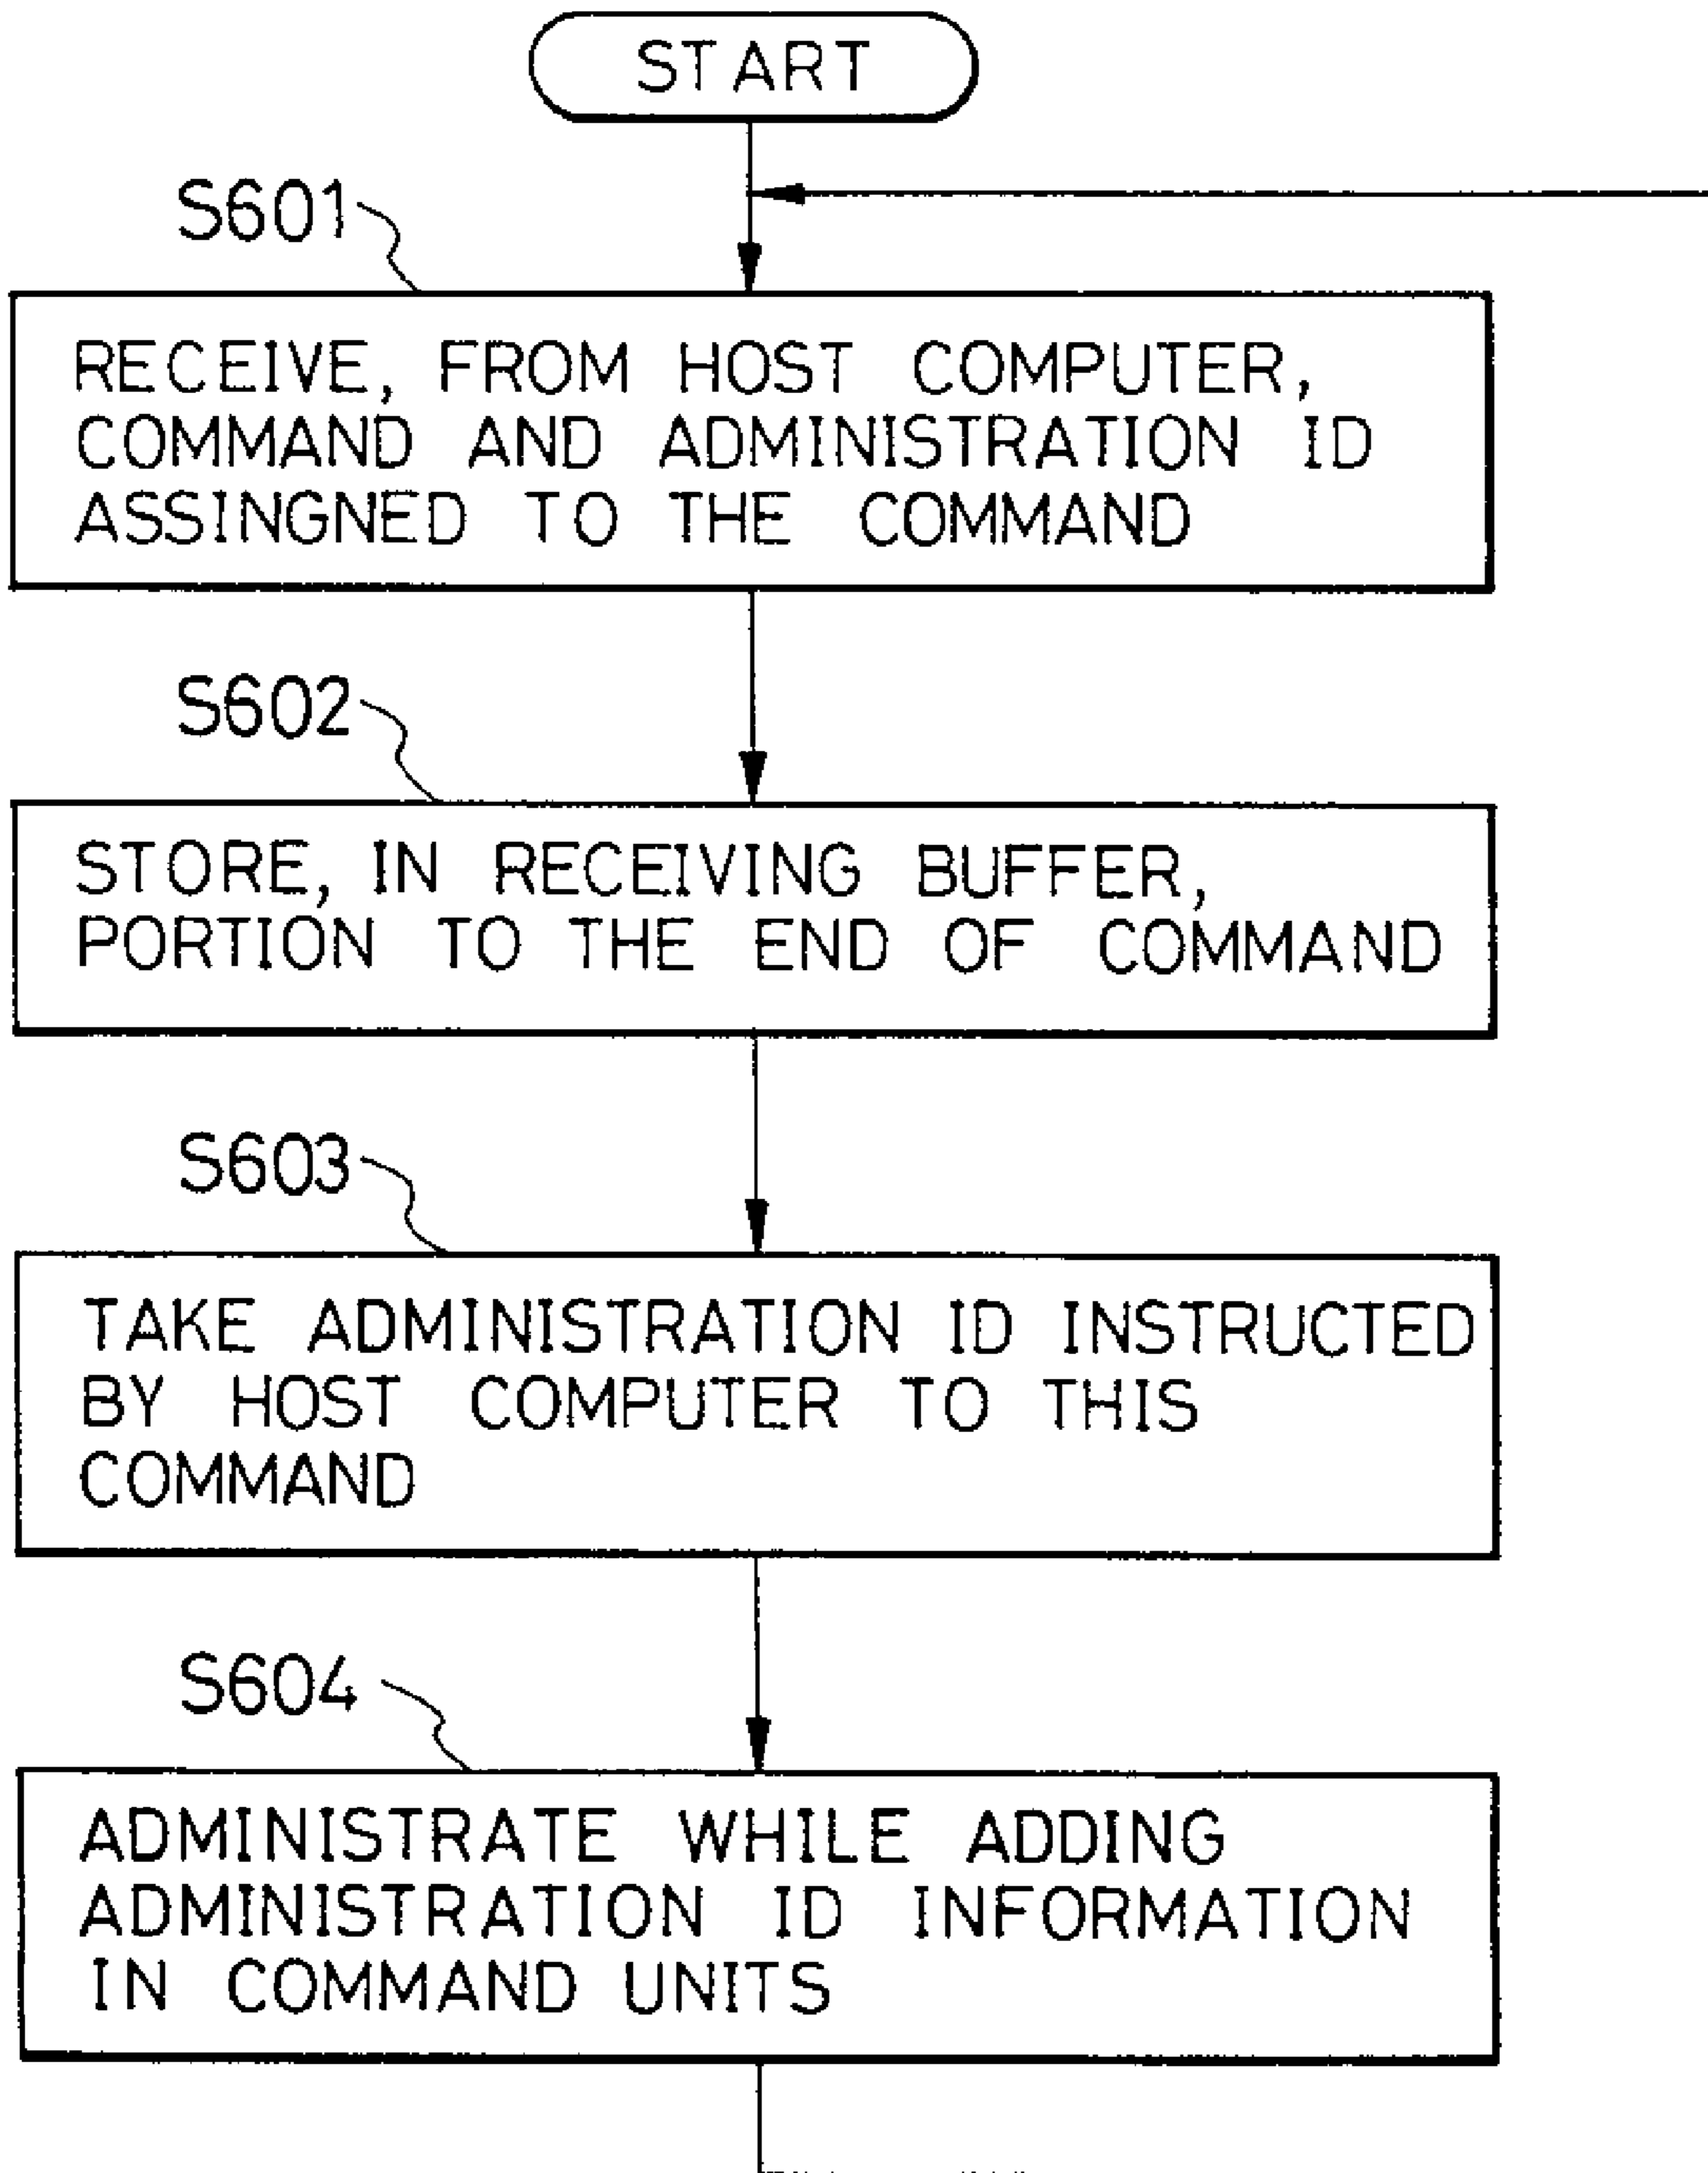 START
S601
RECEIVE, FROM HOST COMPUTER,
COMMAND AND ADMINISTRATION ID
ASSINGNED TO THE COMMAND
S602
STORE, IN RECEIVING BUFFER,
PORTION TO THE END OF COMMAND
S603
TAKE ADMINISTRATION ID INSTRUCTED
BY HOST COMPUTER TO THIS
COMMAND
S604
ADMINISTRATE WHILE ADDING
ADMINISTRATION ID INFORMATION
IN COMMAND UNITS